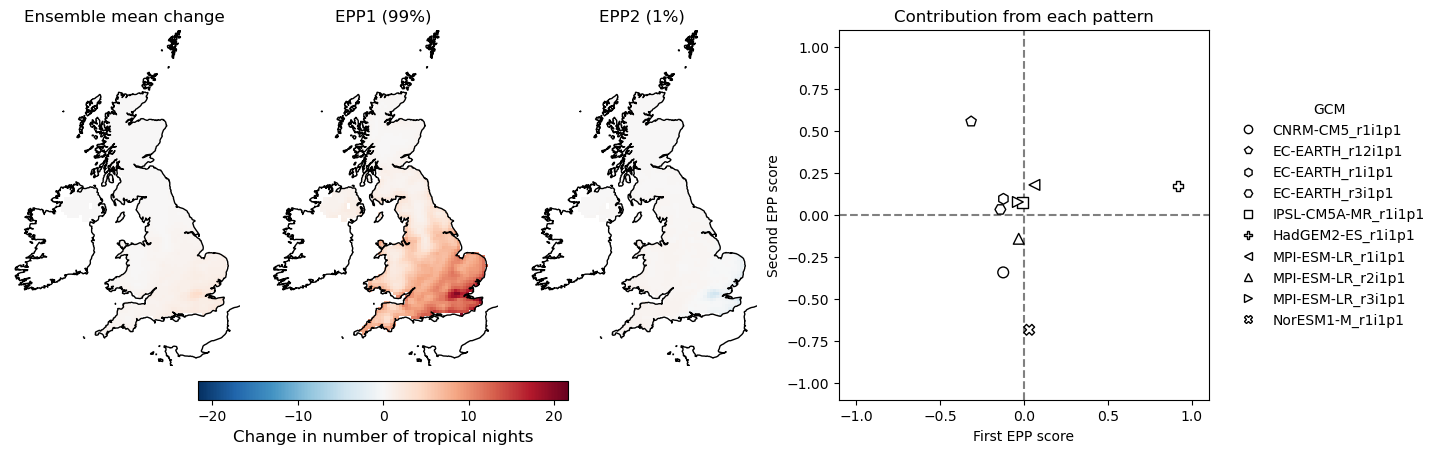 Ensemble mean change
EPP1 (99%)
EPP2 (1%)
−20
−10
0
10
20
Change in number of tropical nights
Contribution from each pattern
1.00
0.75
0.50
0.25
0.00
−0.25
−0.50
−0.75
−1.00
Second EPP score
−1.0
−0.5
0.0
0.5
1.0
First EPP score
GCM
CNRM-CM5_r1i1p1
EC-EARTH_r12i1p1
EC-EARTH_r1i1p1
EC-EARTH_r3i1p1
IPSL-CM5A-MR_r1i1p1
HadGEM2-ES_r1i1p1
MPI-ESM-LR_r1i1p1
MPI-ESM-LR_r2i1p1
MPI-ESM-LR_r3i1p1
NorESM1-M_r1i1p1